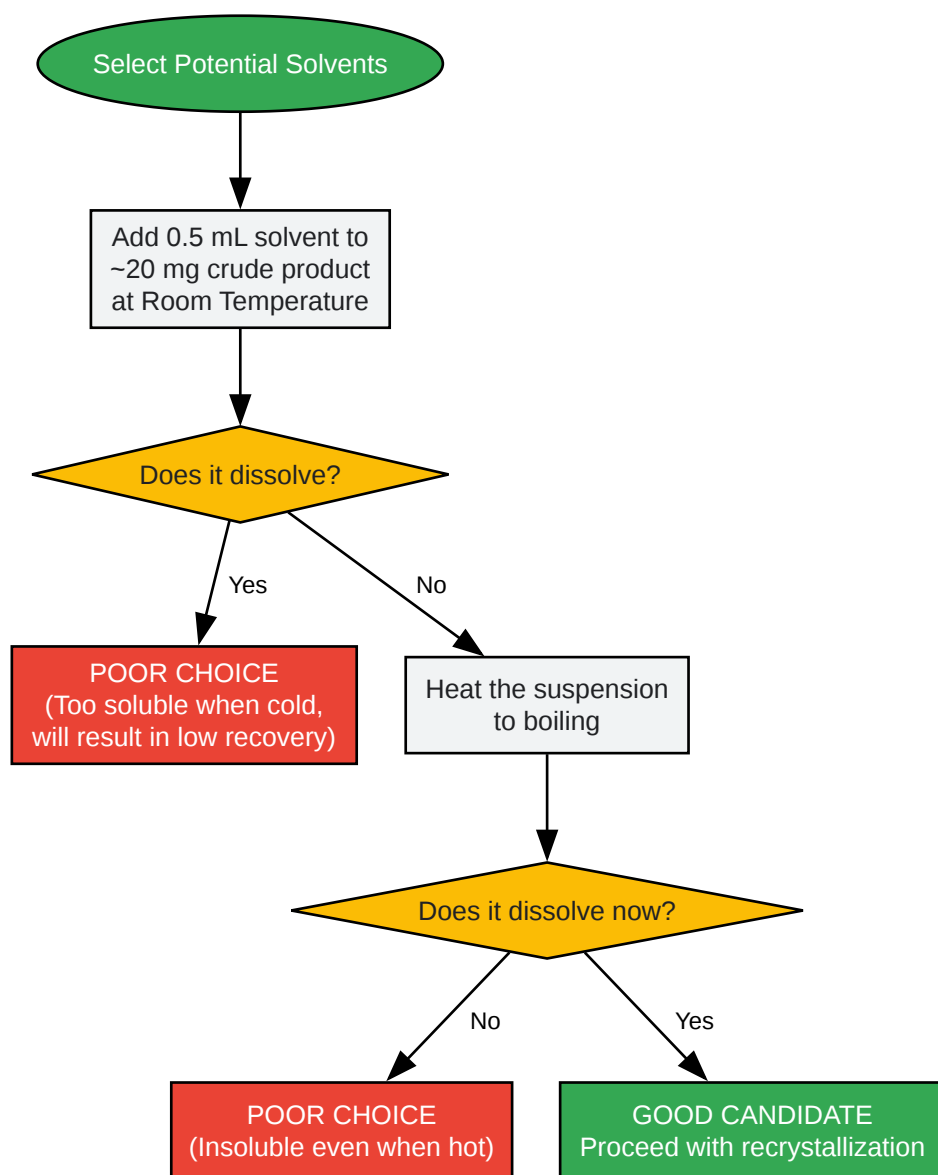 Select Potential Solvents
Add 0.5 mL solvent to
~20 mg crude product
at Room Temperature
Does it dissolve?
Yes
No
POOR CHOICE
(Too soluble when cold,
will result in low recovery)
Heat the suspension
to boiling
Does it dissolve now?
No
Yes
POOR CHOICE
(Insoluble even when hot)
GOOD CANDIDATE
Proceed with recrystallization